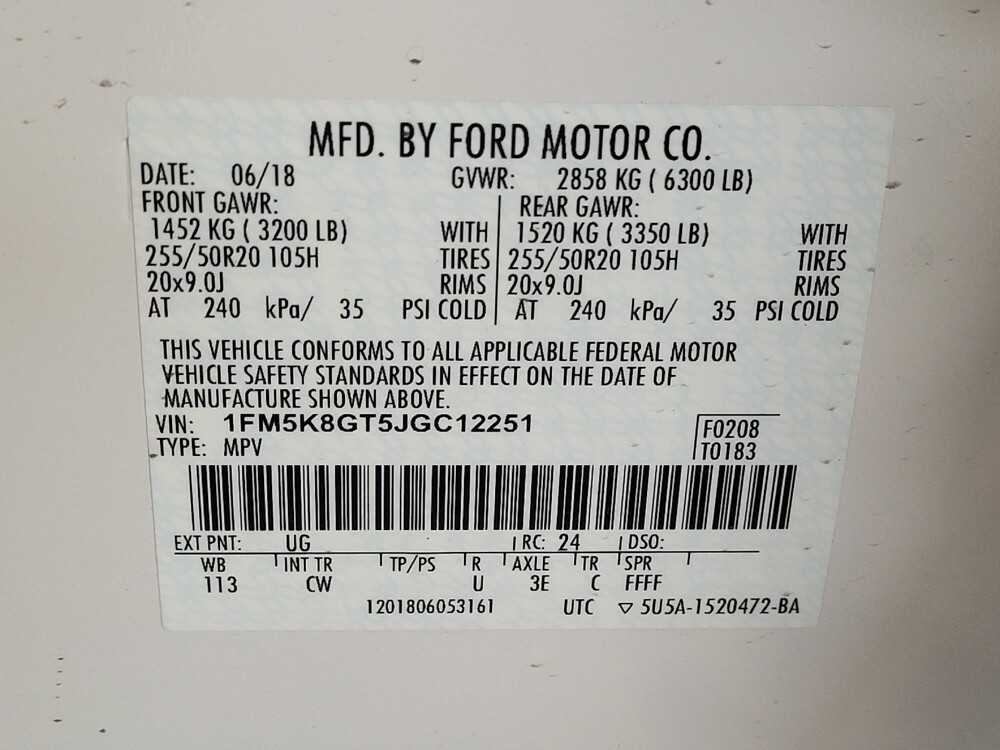 MFD. BY FORD MOTOR CO.
DATE: 06/18 GVWR: 2858 KG ( 6300 LB)
FRONT GAWR: REAR GAWR:
1452 KG ( 3200 LB) WITH 1520 KG ( 3350 LB) WITH
255/50R20 105H TIRES 255/50R20 105H TIRES
20x9.0J RIMS 20x9.0J RIMS
AT 240 kPa/ 35 PSI COLD AT 240 kPa/ 35 PSI COLD
THIS VEHICLE CONFORMS TO ALL APPLICABLE FEDERAL MOTOR
VEHICLE SAFETY STANDARDS IN EFFECT ON THE DATE OF
MANUFACTURE SHOWN ABOVE.
VIN: 1FM5K8GT5JGC12251 F0208
TYPE: MPV T0183
EXT PNT: UG RC: 24 DSO:
WB INT TR TP/PS R AXLE TR SPR
113 CW U 3E C FFFF
1201806053161 UTC ▽ 5U5A-1520472-BA